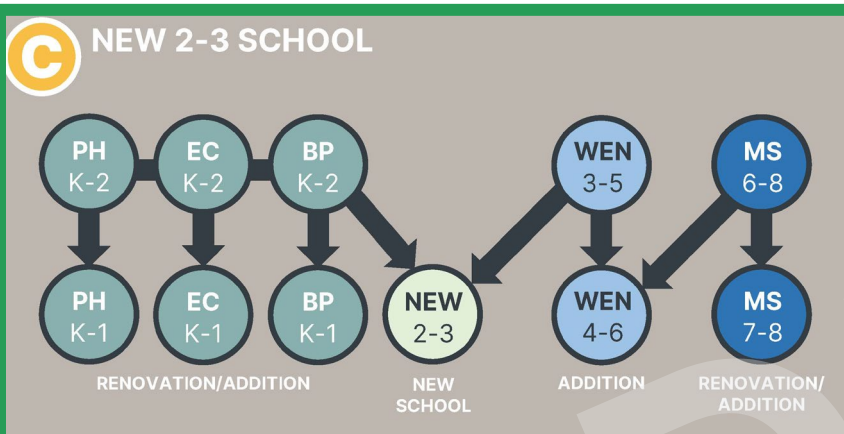 C
NEW 2-3 SCHOOL
PH
K-2
EC
K-2
BP
K-2
WEN
3-5
MS
6-8
PH
K-1
EC
K-1
BP
K-1
NEW
2-3
WEN
4-6
MS
7-8
RENOVATION/ADDITION
NEW
SCHOOL
ADDITION
RENOVATION/
ADDITION